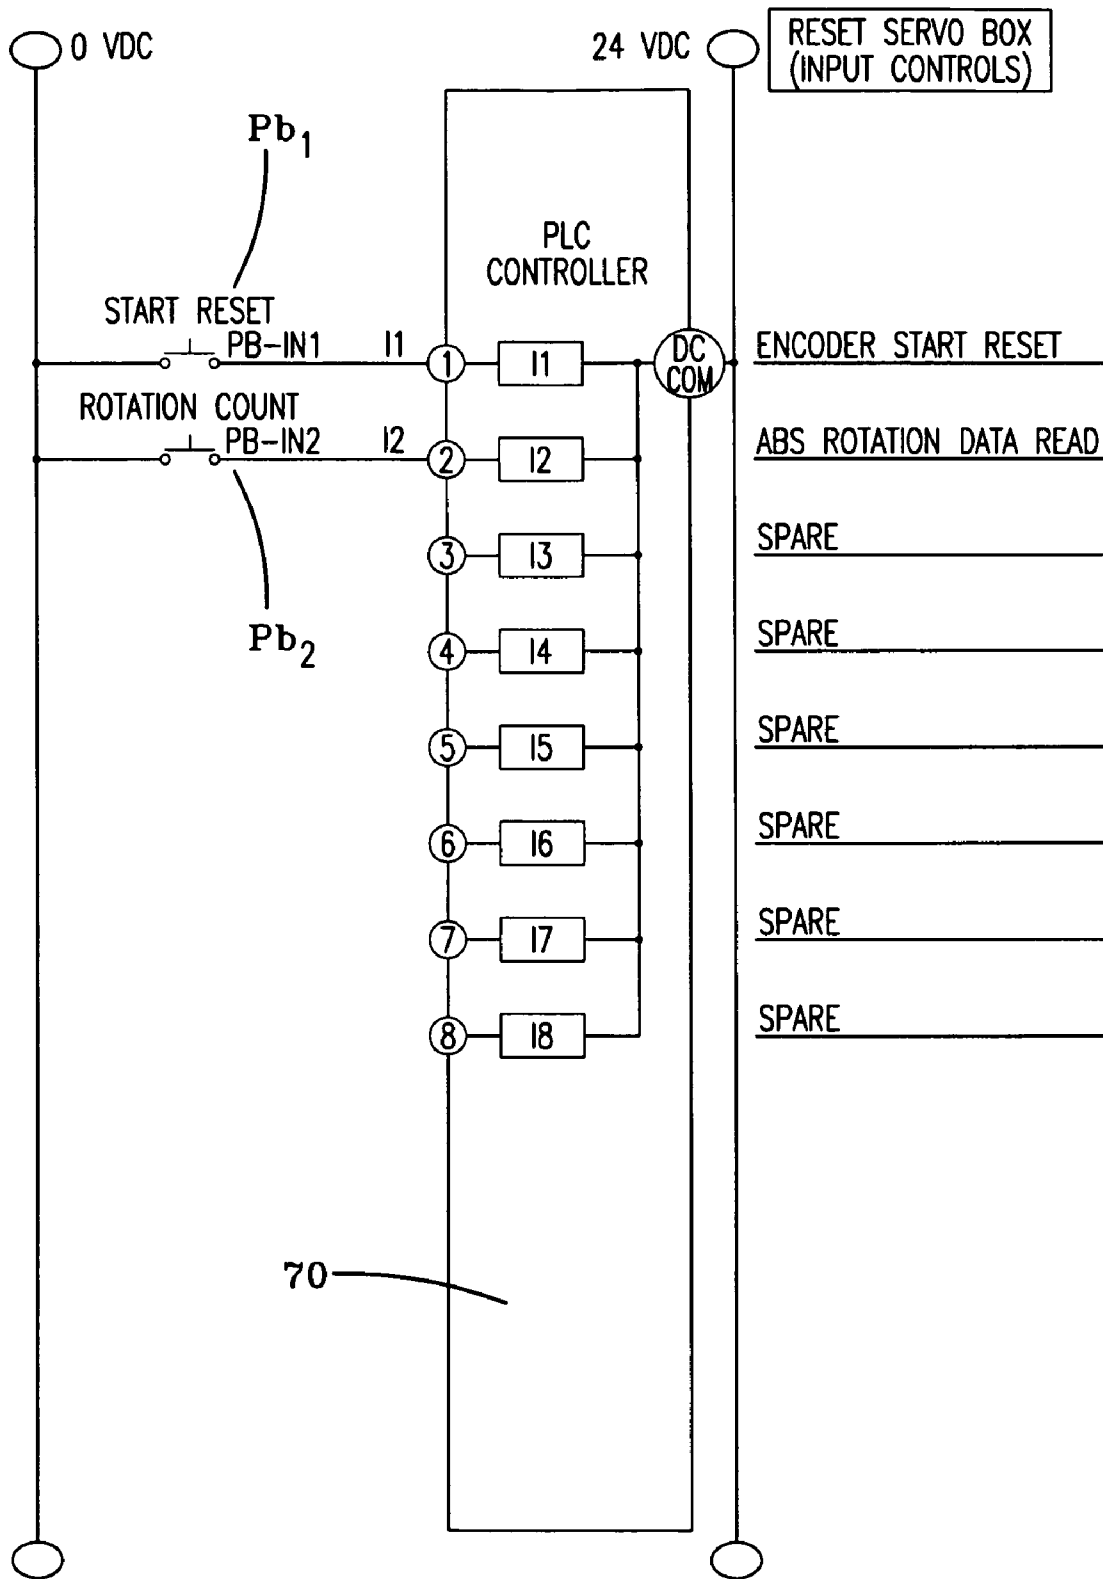 0 VDC
24 VDC
RESET SERVO BOX
(INPUT CONTROLS)
Pb1
PLC
CONTROLLER
START RESET
PB-IN1 I1
1 I1
DC
COM
ENCODER START RESET
ROTATION COUNT
PB-IN2 I2
2 I2
ABS ROTATION DATA READ
3 I3
SPARE
Pb2
4 I4
SPARE
5 I5
SPARE
6 I6
SPARE
7 I7
SPARE
8 I8
SPARE
70